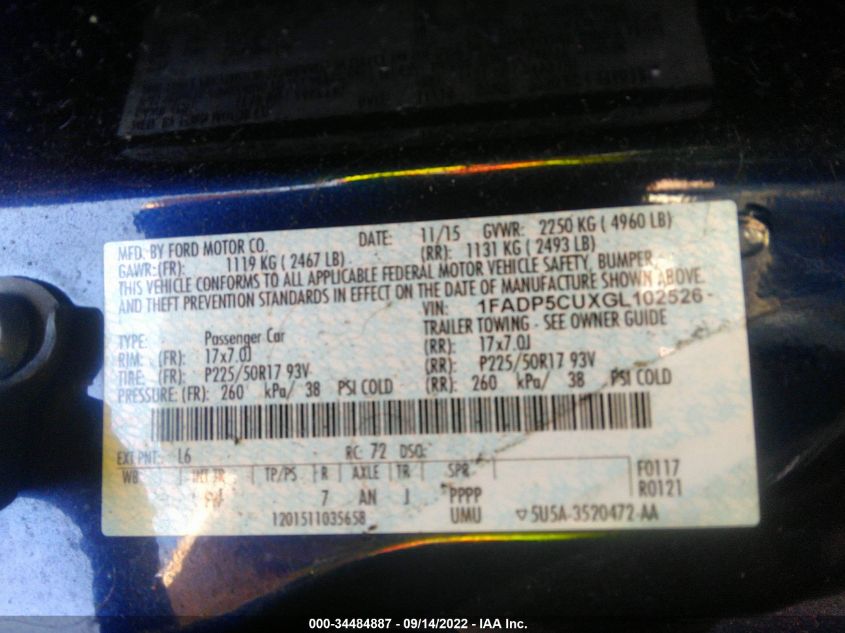 MFD. BY FORD MOTOR CO. DATE: 11/15 GVWR: 2250 KG ( 4960 LB)
GAWR:(FR): 1119 KG ( 2467 LB) (RR): 1131 KG ( 2493 LB)
THIS VEHICLE CONFORMS TO ALL APPLICABLE FEDERAL MOTOR VEHICLE SAFETY, BUMPER,
AND THEFT PREVENTION STANDARDS IN EFFECT ON THE DATE OF MANUFACTURE SHOWN ABOVE.
VIN: 1FADP5CUXGL102526
TYPE: Passenger Car TRAILER TOWING - SEE OWNER GUIDE
RIM: (FR): 17x7.0J (RR): 17x7.0J
TIRE: (FR): P225/50R17 93V (RR): P225/50R17 93V
PRESSURE: (FR): 260 kPa/ 38 PSI COLD (RR): 260 kPa/ 38 PSI COLD
EXT PNT: L6 RC: 72 DSO:
WB INT TR TP/PS R AXLE TR SPR F0117
7 AN J PPPP R0121
1201511035658 UMU ▽ 5U5A-3520472-AA
000-34484887 - 09/14/2022 - IAA Inc.